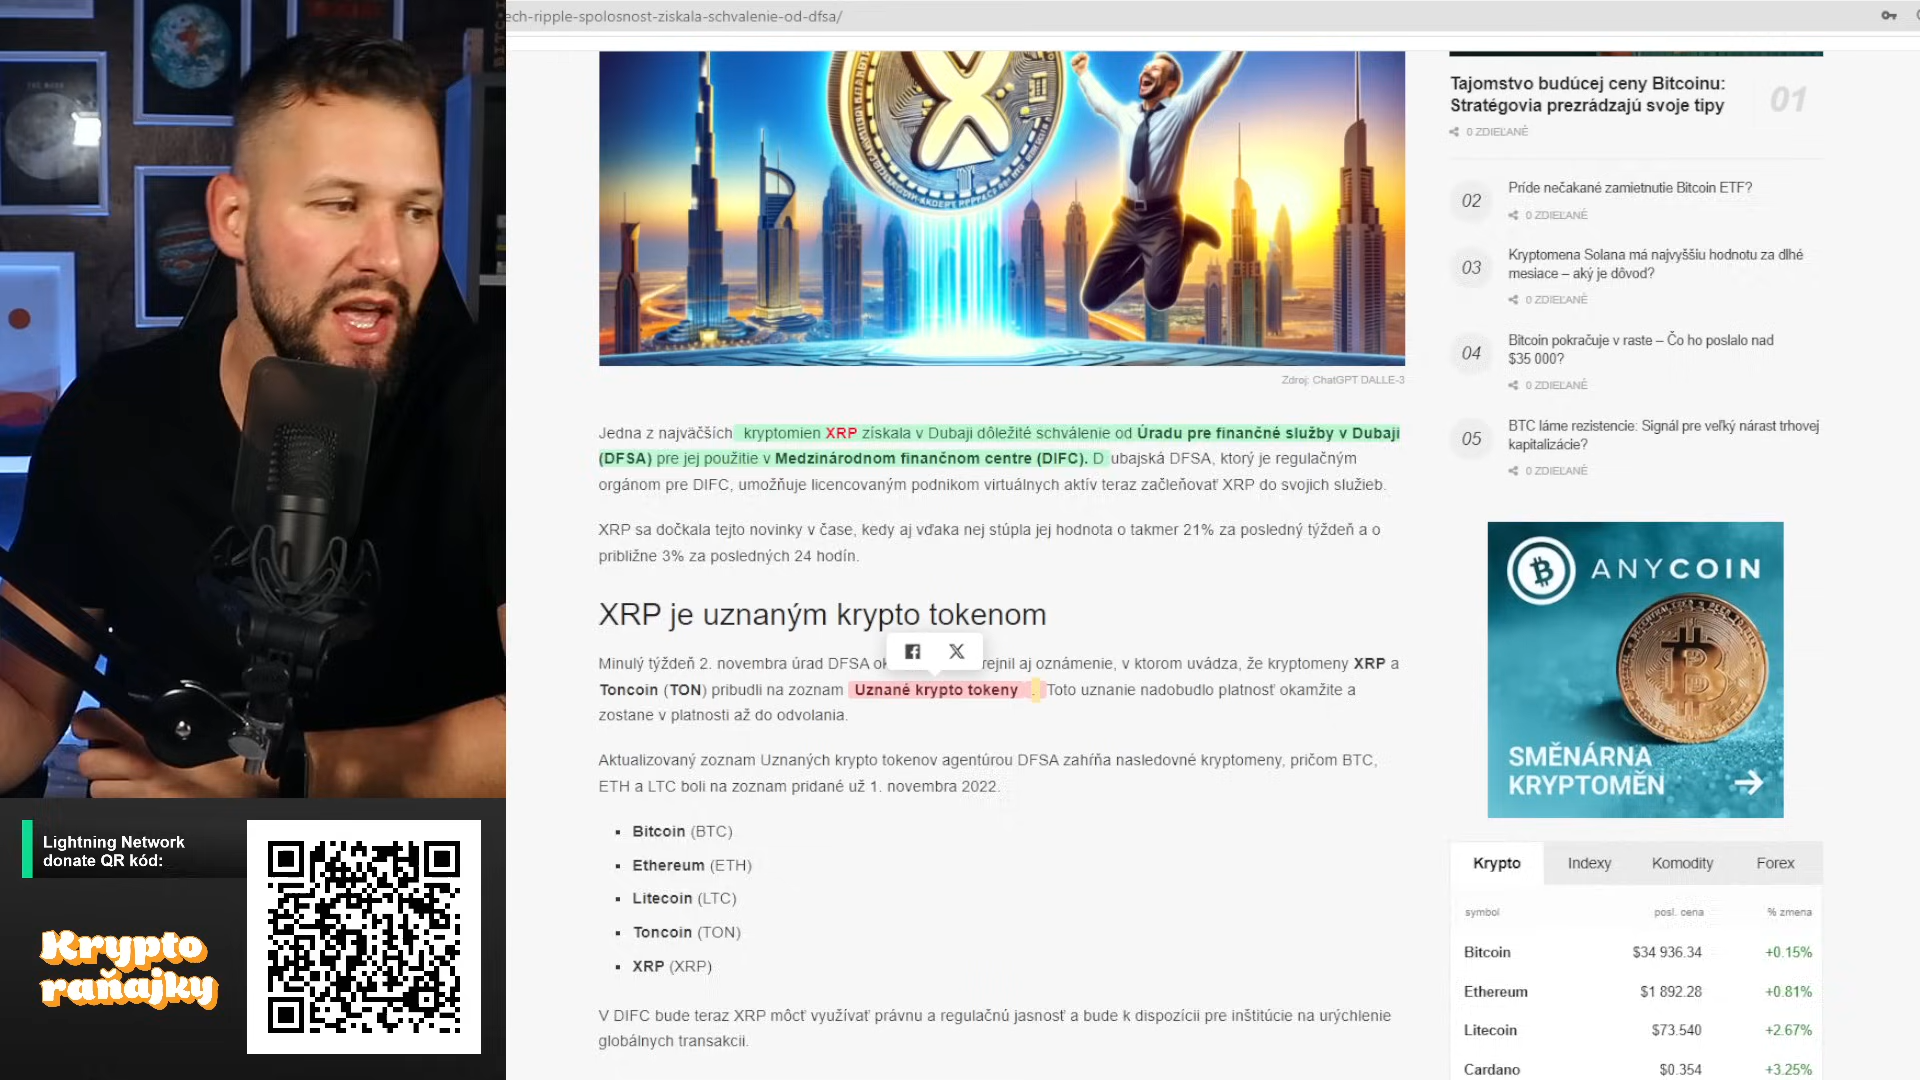 ech-ripple-spolosnost-ziskala-schvalenie-od-dfsa/
Zdroj: ChatGPT DALLE-3
Jedna z najväčších kryptomien XRP získala v Dubaji dôležité schválenie od Úradu pre finančné služby v Dubaji
(DFSA) pre jej použitie v Medzinárodnom finančnom centre (DIFC). Dubajská DFSA, ktorý je regulačným
orgánom pre DIFC, umožňuje licencovaným podnikom virtuálnych aktív teraz začleňovať XRP do svojich služieb.
XRP sa dočkala tejto novinky v čase, kedy aj vďaka nej stúpla jej hodnota o takmer 21% za posledný týždeň a o
približne 3% za posledných 24 hodín.
XRP je uznaným krypto tokenom
Minulý týždeň 2. novembra úrad DFSA ok rejnil aj oznámenie, v ktorom uvádza, že kryptomeny XRP a
Toncoin (TON) pribudli na zoznam Uznané krypto tokeny . Toto uznanie nadobudlo platnosť okamžite a
zostane v platnosti až do odvolania.
Aktualizovaný zoznam Uznaných krypto tokenov agentúrou DFSA zahŕňa nasledovné kryptomeny, pričom BTC,
ETH a LTC boli na zoznam pridané už 1. novembra 2022.
▪ Bitcoin (BTC)
▪ Ethereum (ETH)
▪ Litecoin (LTC)
▪ Toncoin (TON)
▪ XRP (XRP)
V DIFC bude teraz XRP môcť využívať právnu a regulačnú jasnosť a bude k dispozícii pre inštitúcie na urýchlenie
globálnych transakcii.
Tajomstvo budúcej ceny Bitcoinu:
Stratégovia prezrádzajú svoje tipy
01
0 ZDIEĽANÉ
02
Príde nečakané zamietnutie Bitcoin ETF?
0 ZDIEĽANÉ
03
Kryptomena Solana má najvyššiu hodnotu za dlhé
mesiace – aký je dôvod?
0 ZDIEĽANÉ
04
Bitcoin pokračuje v raste – Čo ho poslalo nad
$35 000?
0 ZDIEĽANÉ
05
BTC láme rezistencie: Signál pre veľký nárast trhovej
kapitalizácie?
0 ZDIEĽANÉ
ANYCOIN
SMĚNÁRNA
KRYPTOMĚN
Krypto Indexy Komodity Forex
symbol posl. cena % zmena
Bitcoin $34 936.34 +0.15%
Ethereum $1 892.28 +0.81%
Litecoin $73.540 +2.67%
Cardano $0.354 +3.25%
Lightning Network
donate QR kód:
Krypto
raňajky